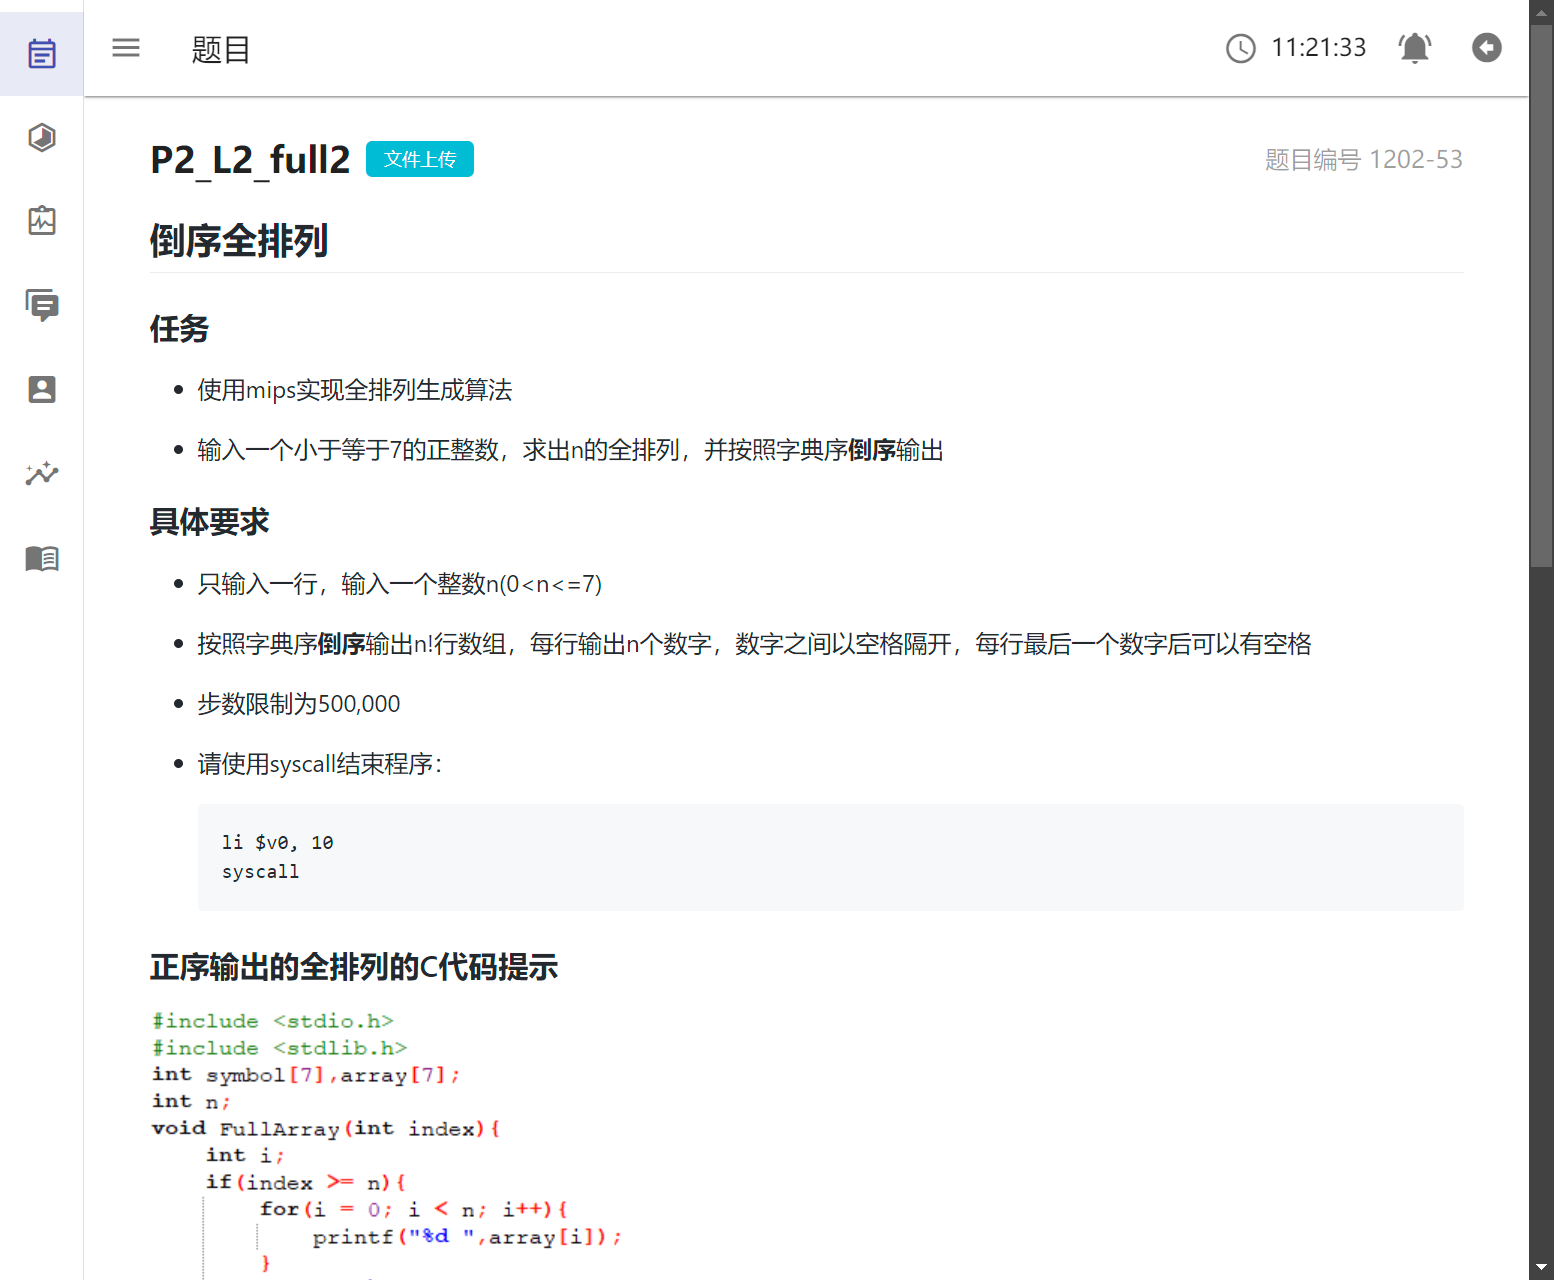 题目
11:21:33
P2_L2_full2
文件上传
题目编号 1202-53
倒序全排列
任务
使用mips实现全排列生成算法
输入一个小于等于7的正整数，求出n的全排列，并按照字典序倒序输出
具体要求
只输入一行，输入一个整数n(0<n<=7)
按照字典序倒序输出n!行数组，每行输出n个数字，数字之间以空格隔开，每行最后一个数字后可以有空格
步数限制为500,000
请使用syscall结束程序：
li $v0, 10
syscall
正序输出的全排列的C代码提示
#include <stdio.h>
#include <stdlib.h>
int symbol[7],array[7];
int n;
void FullArray(int index){
    int i;
    if(index >= n){
        for(i = 0; i < n; i++){
            printf("%d ",array[i]);
        }